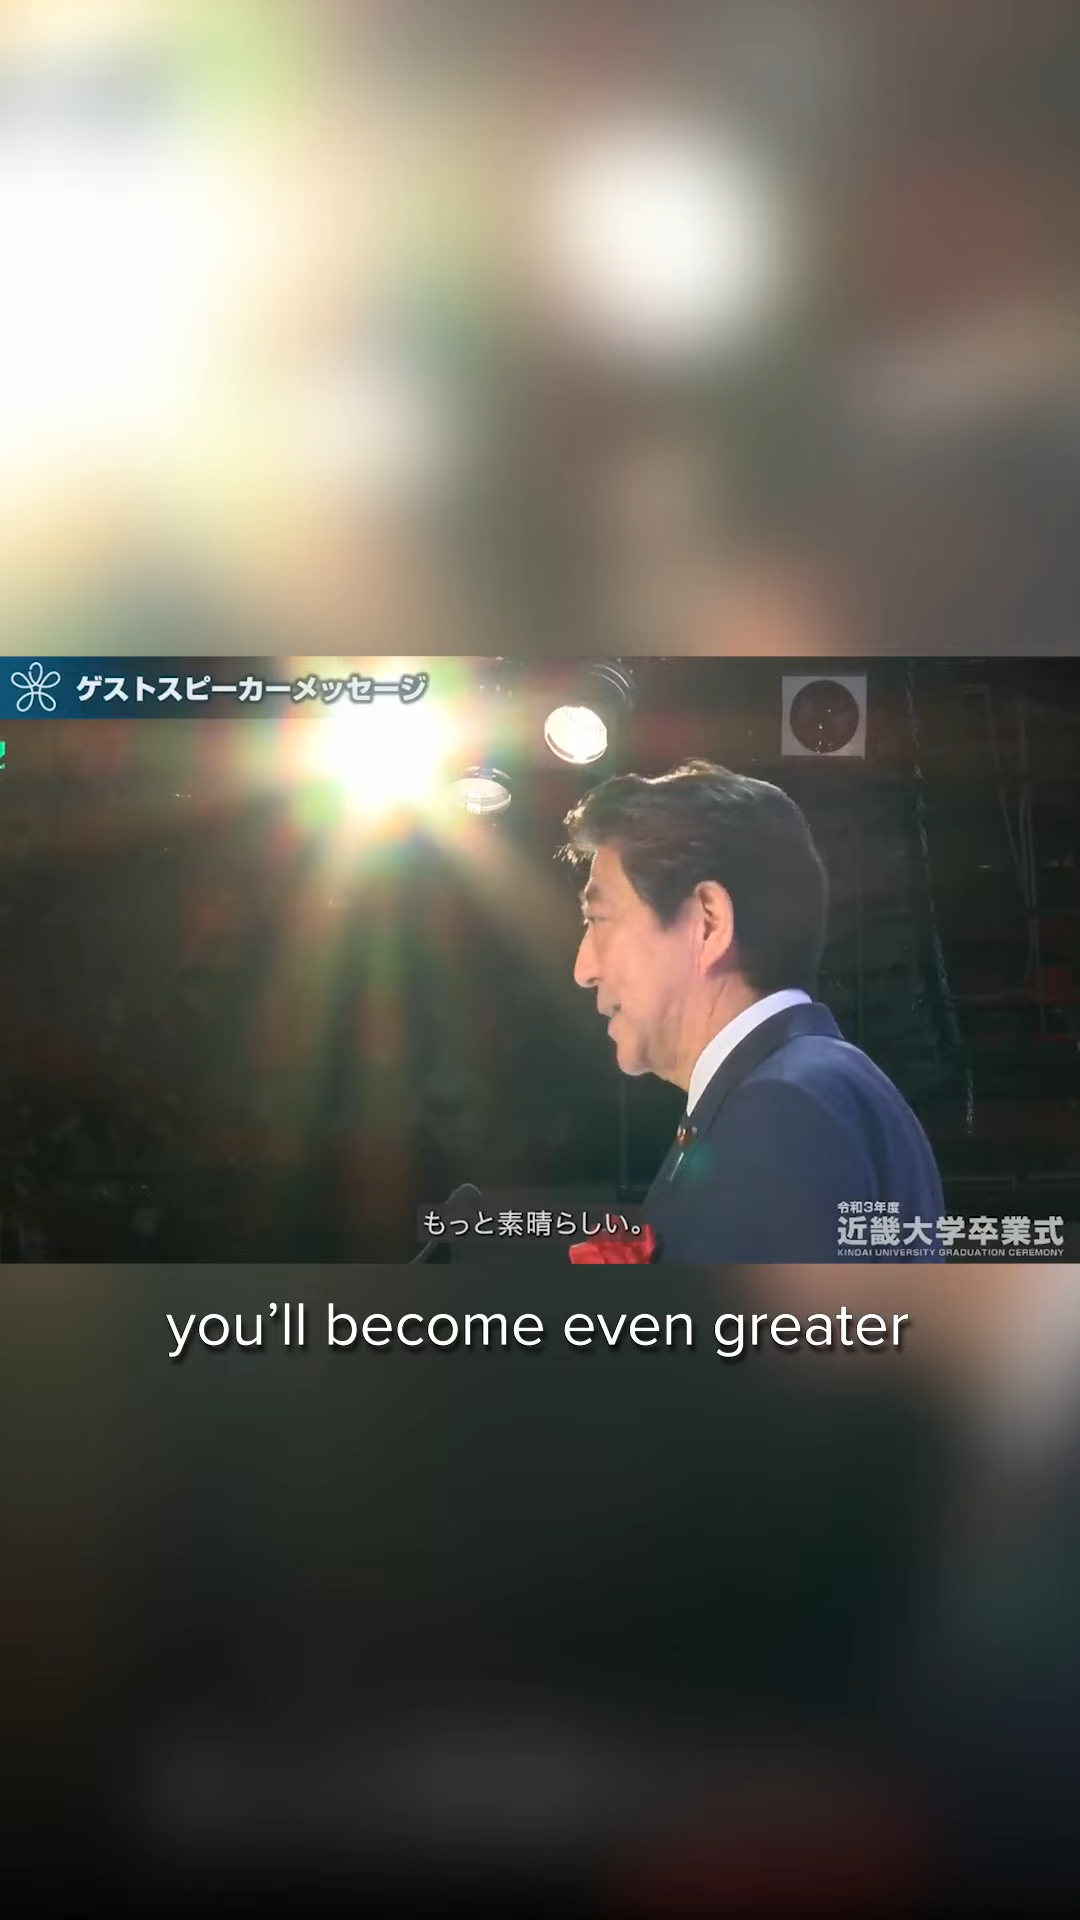 ゲストスピーカーメッセージ
もっと素晴らしい。
令和3年度
近畿大学卒業式
KINDAI UNIVERSITY GRADUATION CEREMONY
you’ll become even greater